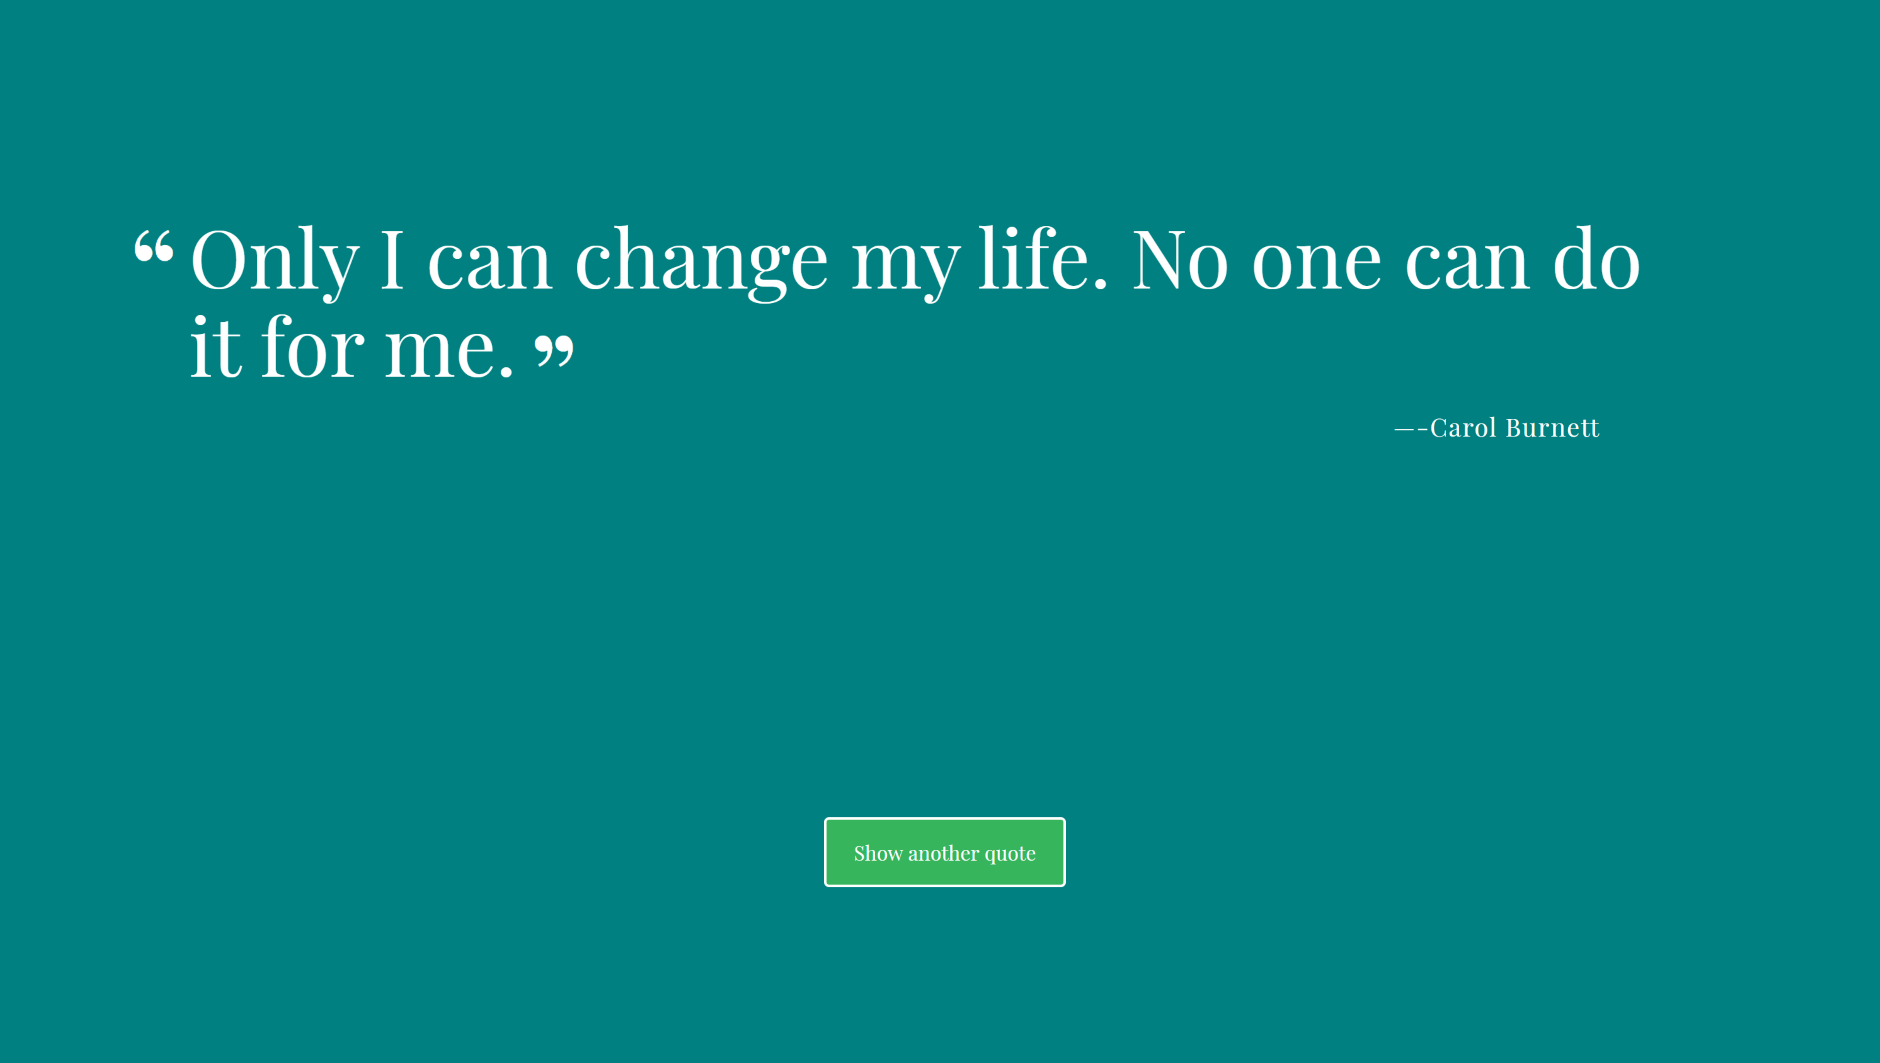 “Only I can change my life. No one can do
it for me.”
—-Carol Burnett
Show another quote